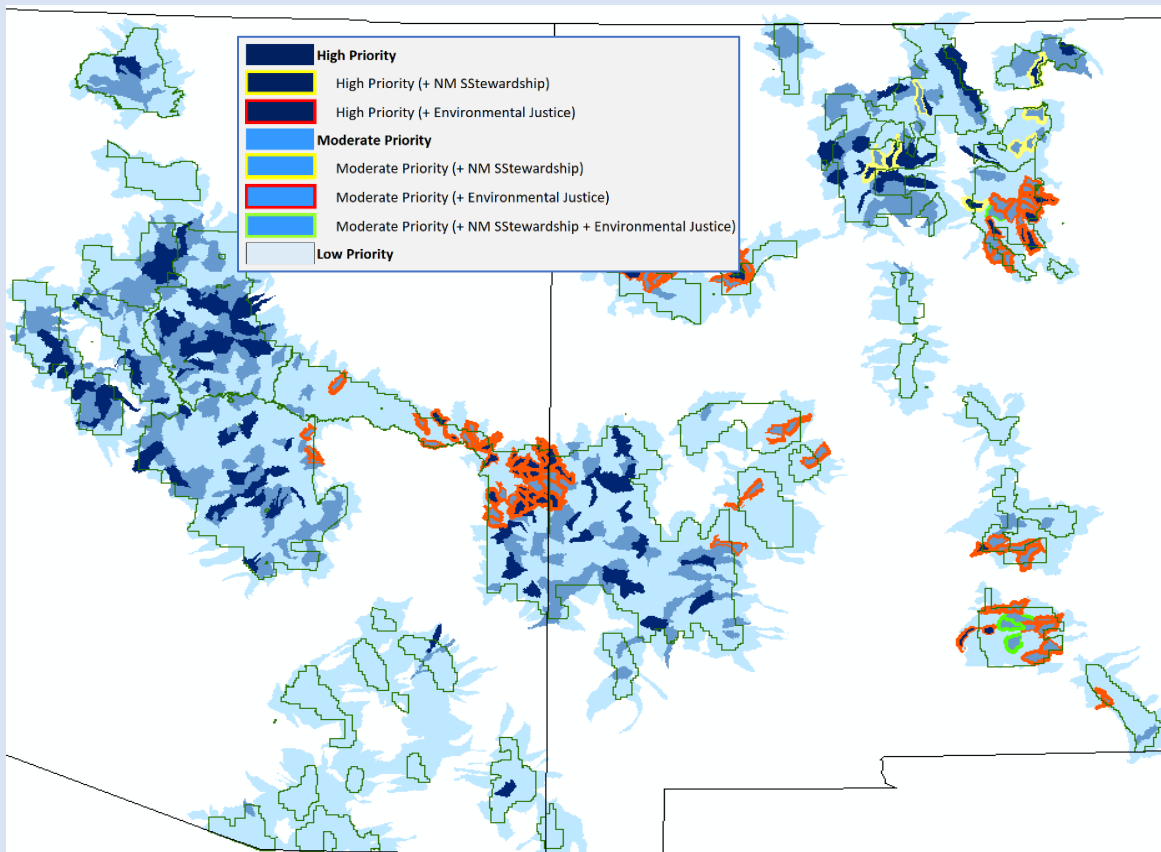 High Priority
High Priority (+ NM SStewardship)
High Priority (+ Environmental Justice)
Moderate Priority
Moderate Priority (+ NM SStewardship)
Moderate Priority (+ Environmental Justice)
Moderate Priority (+ NM SStewardship + Environmental Justice)
Low Priority